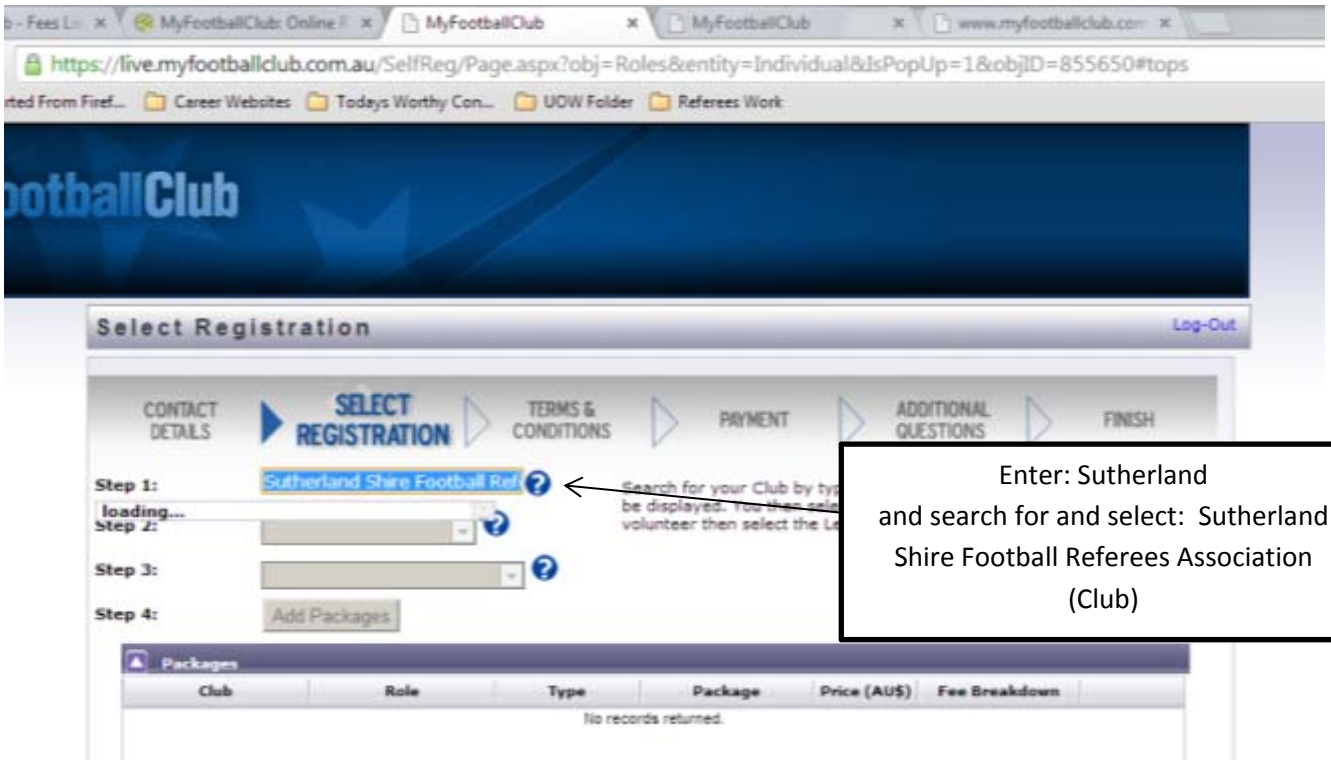 b - Fees Li
MyFootballClub: Online F
MyFootballClub
MyFootballClub
www.myfootballclub.com
https://live.myfootballclub.com.au/SelfReg/Page.aspx?obj=Roles&entity=Individual&IsPopUp=1&objID=855650#tops
rted From Firef...
Career Websites
Todays Worthy Con...
UOW Folder
Referees Work
ootballClub
Select Registration
Log-Out
CONTACT DETAILS
SELECT REGISTRATION
TERMS & CONDITIONS
PAYMENT
ADDITIONAL QUESTIONS
FINISH
Step 1:
Sutherland Shire Football Ref
Search for your Club by typ
loading...
be displayed. You then sele
Step 2:
volunteer then select the Le
Step 3:
Step 4:
Add Packages
Enter: Sutherland
and search for and select: Sutherland
Shire Football Referees Association
(Club)
Packages
Club
Role
Type
Package
Price (AU$)
Fee Breakdown
No records returned.